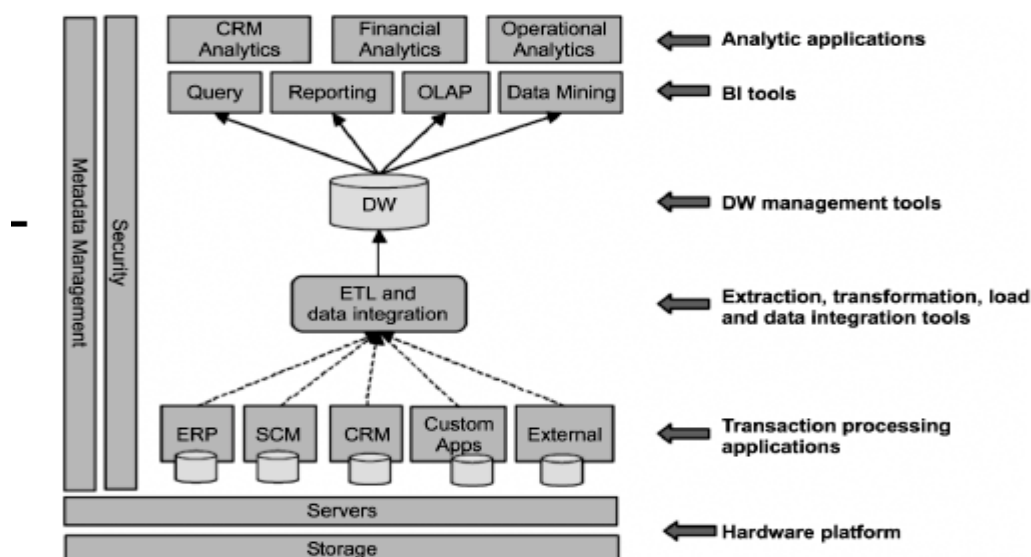 CRM
Analytics
Financial
Analytics
Operational
Analytics
Analytic applications
Query
Reporting
OLAP
Data Mining
BI tools
Metadata Management
Security
DW
DW management tools
ETL and
data integration
Extraction, transformation, load
and data integration tools
ERP
SCM
CRM
Custom
Apps
External
Transaction processing
applications
Servers
Hardware platform
Storage